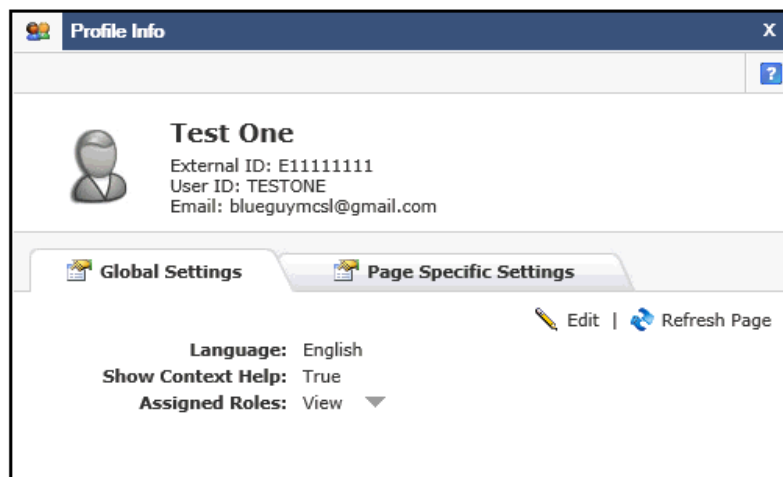 Profile Info X
?
Test One
External ID: E11111111
User ID: TESTONE
Email: blueguymcsl@gmail.com
Global Settings Page Specific Settings
Edit | Refresh Page
Language: English
Show Context Help: True
Assigned Roles: View